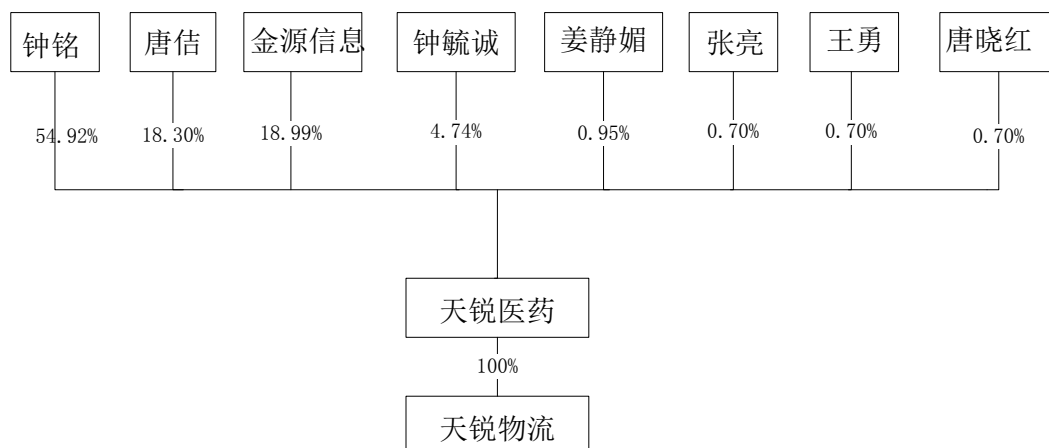 钟铭 唐佶 金源信息 钟毓诚 姜静媚 张亮 王勇 唐晓红
54.92% 18.30% 18.99% 4.74% 0.95% 0.70% 0.70% 0.70%
天锐医药
100%
天锐物流